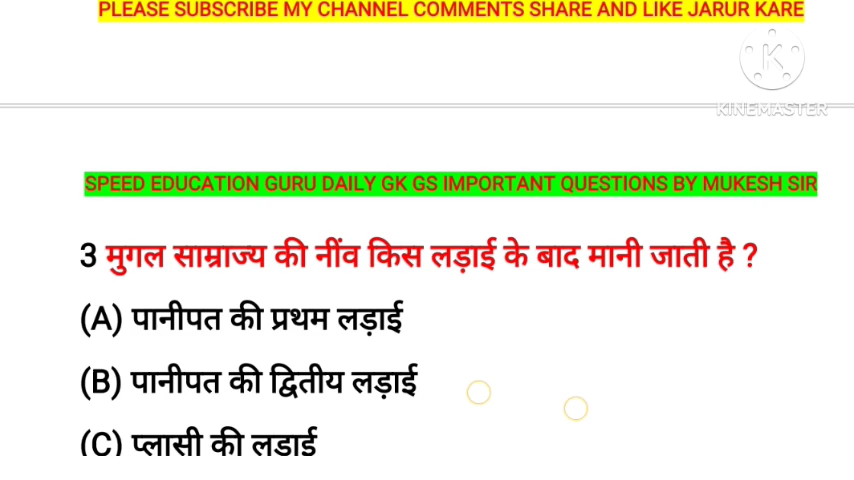 PLEASE SUBSCRIBE MY CHANNEL COMMENTS SHARE AND LIKE JARUR KARE
K
KINEMASTER
SPEED EDUCATION GURU DAILY GK GS IMPORTANT QUESTIONS BY MUKESH SIR
3 मुगल साम्राज्य की नींव किस लड़ाई के बाद मानी जाती है ?
(A) पानीपत की प्रथम लड़ाई
(B) पानीपत की द्वितीय लड़ाई
(C) प्लासी की लड़ाई